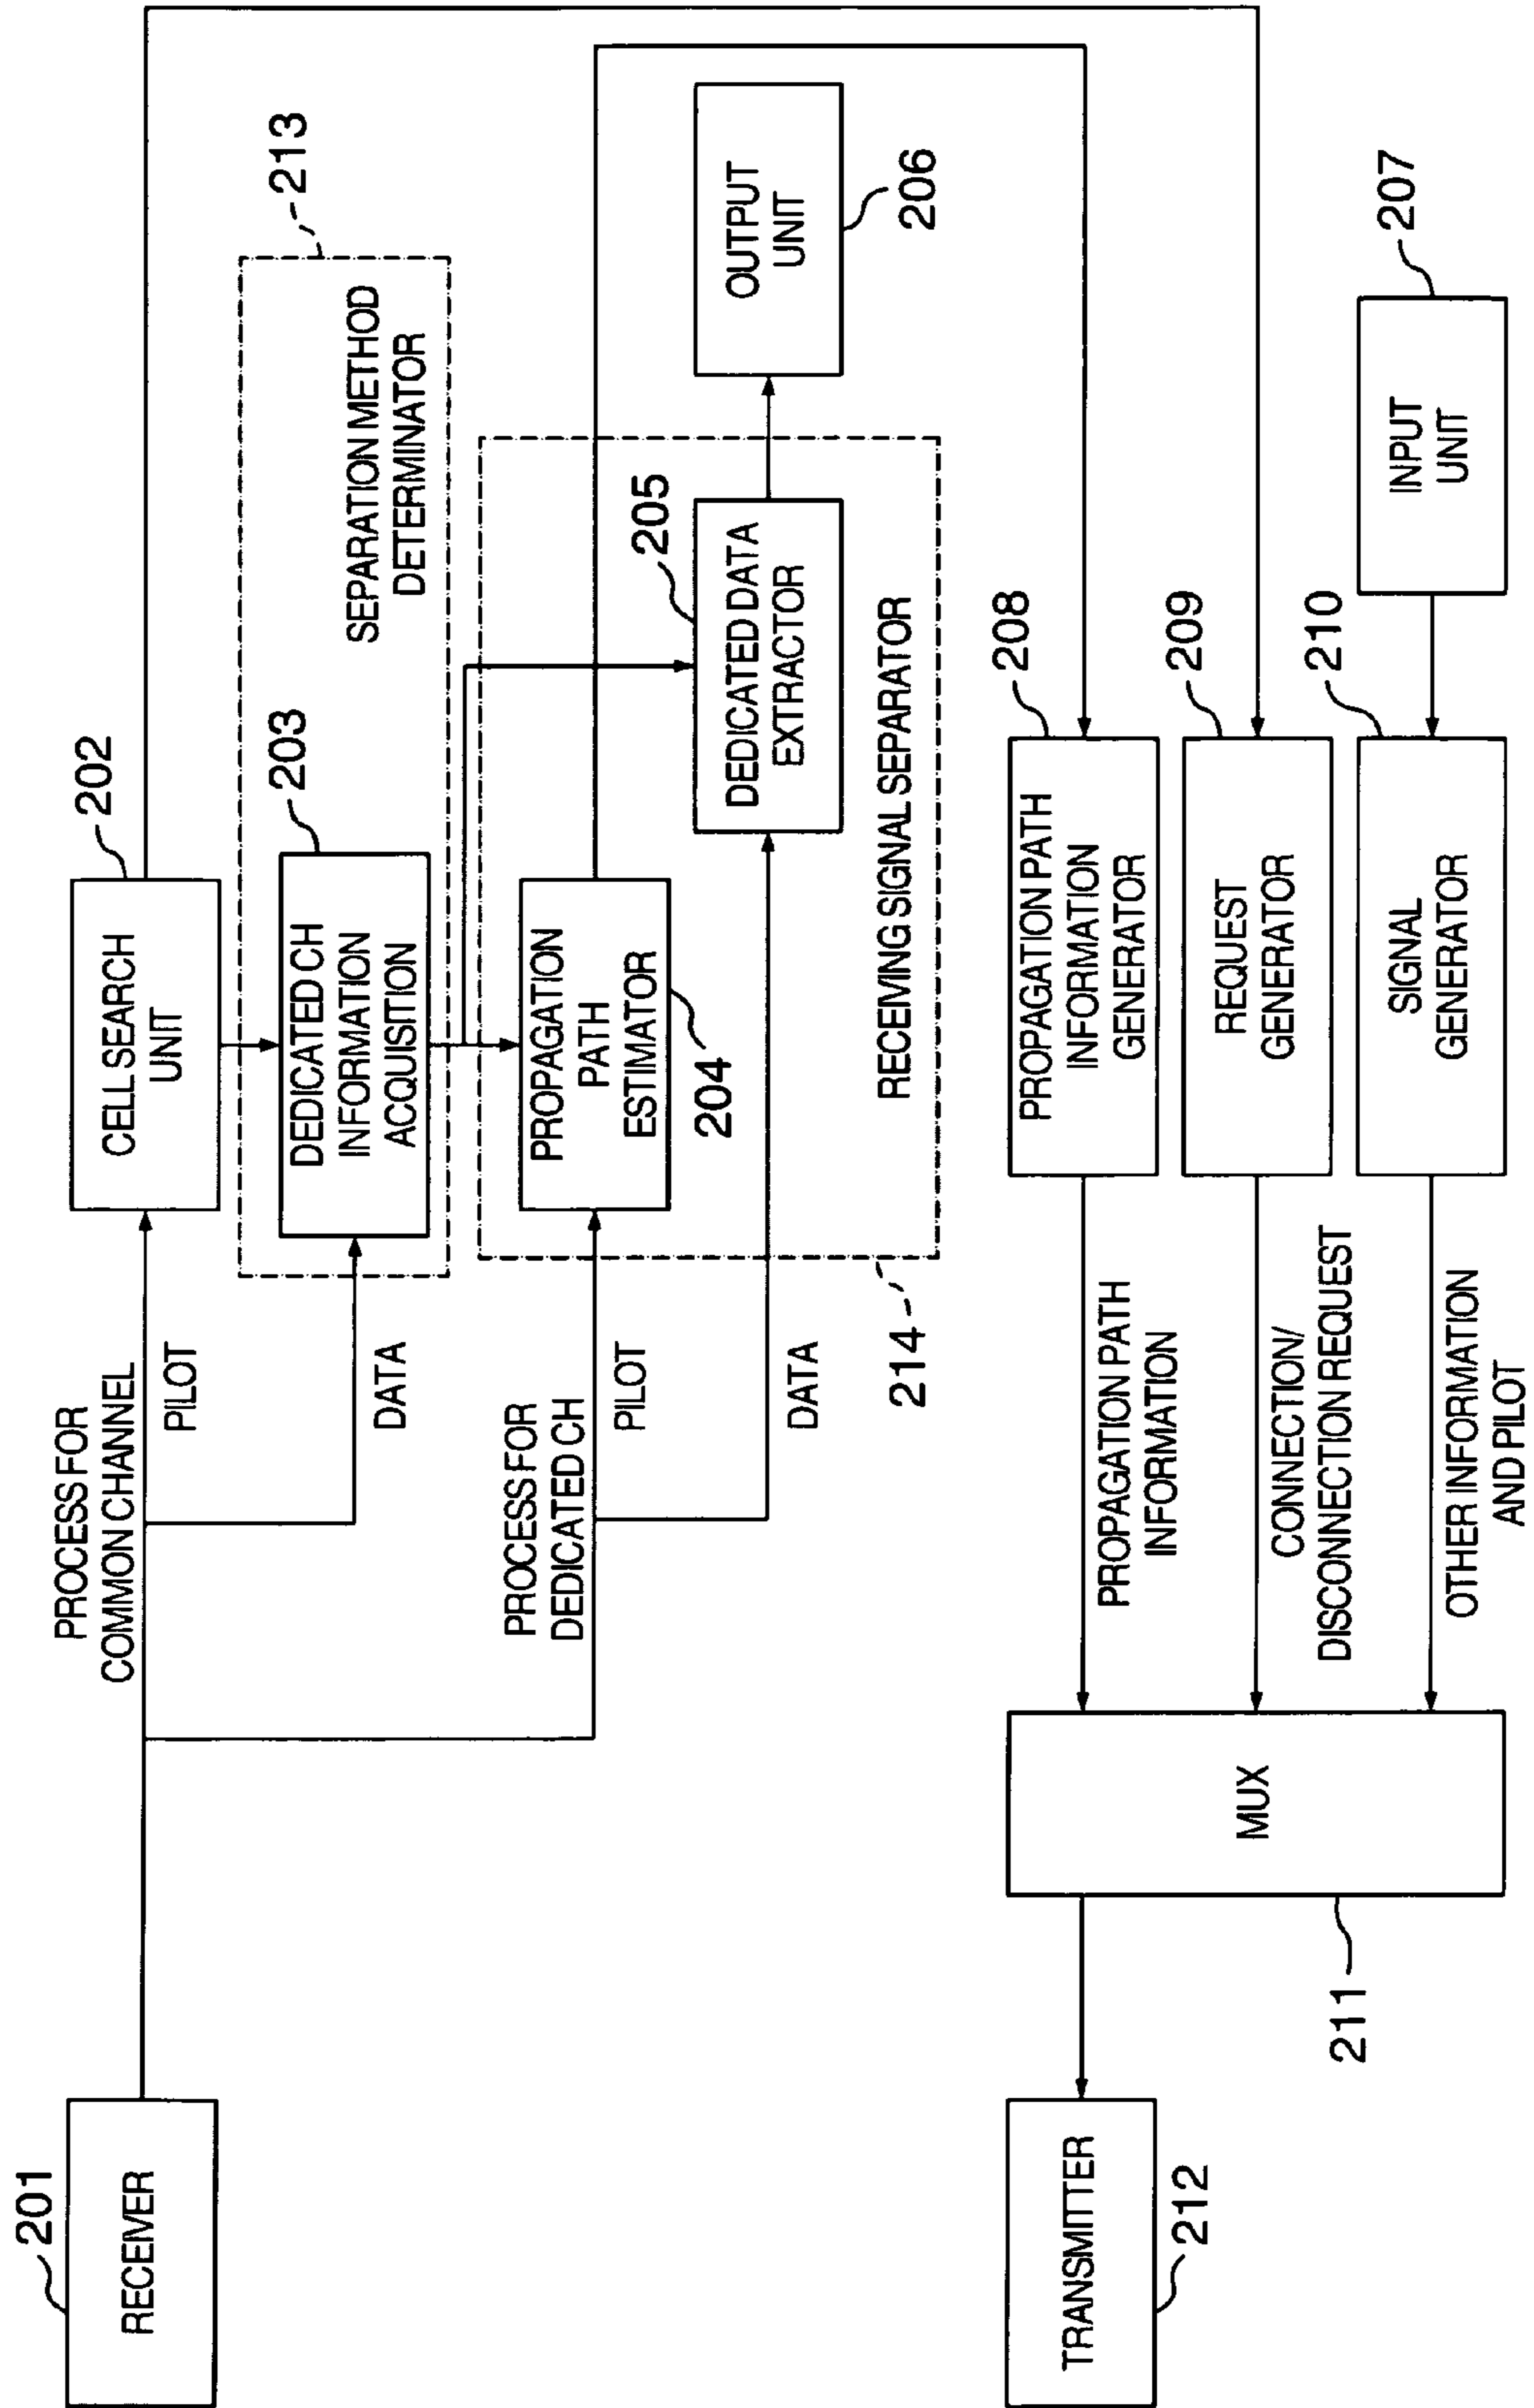 201
RECEIVER
PROCESS FOR
COMMON CHANNEL
PILOT
DATA
202
CELL SEARCH
UNIT
213
SEPARATION METHOD
DETERMINATOR
203
DEDICATED CH
INFORMATION
ACQUISITION
PROCESS FOR
DEDICATED CH
PILOT
DATA
214
PROPAGATION
PATH
ESTIMATOR
204
205
DEDICATED DATA
EXTRACTOR
RECEIVING SIGNAL SEPARATOR
OUTPUT
UNIT
206
TRANSMITTER
212
MUX
211
PROPAGATION PATH
INFORMATION
CONNECTION/
DISCONNECTION REQUEST
OTHER INFORMATION
AND PILOT
208
PROPAGATION PATH
INFORMATION
GENERATOR
209
REQUEST
GENERATOR
210
SIGNAL
GENERATOR
207
INPUT
UNIT